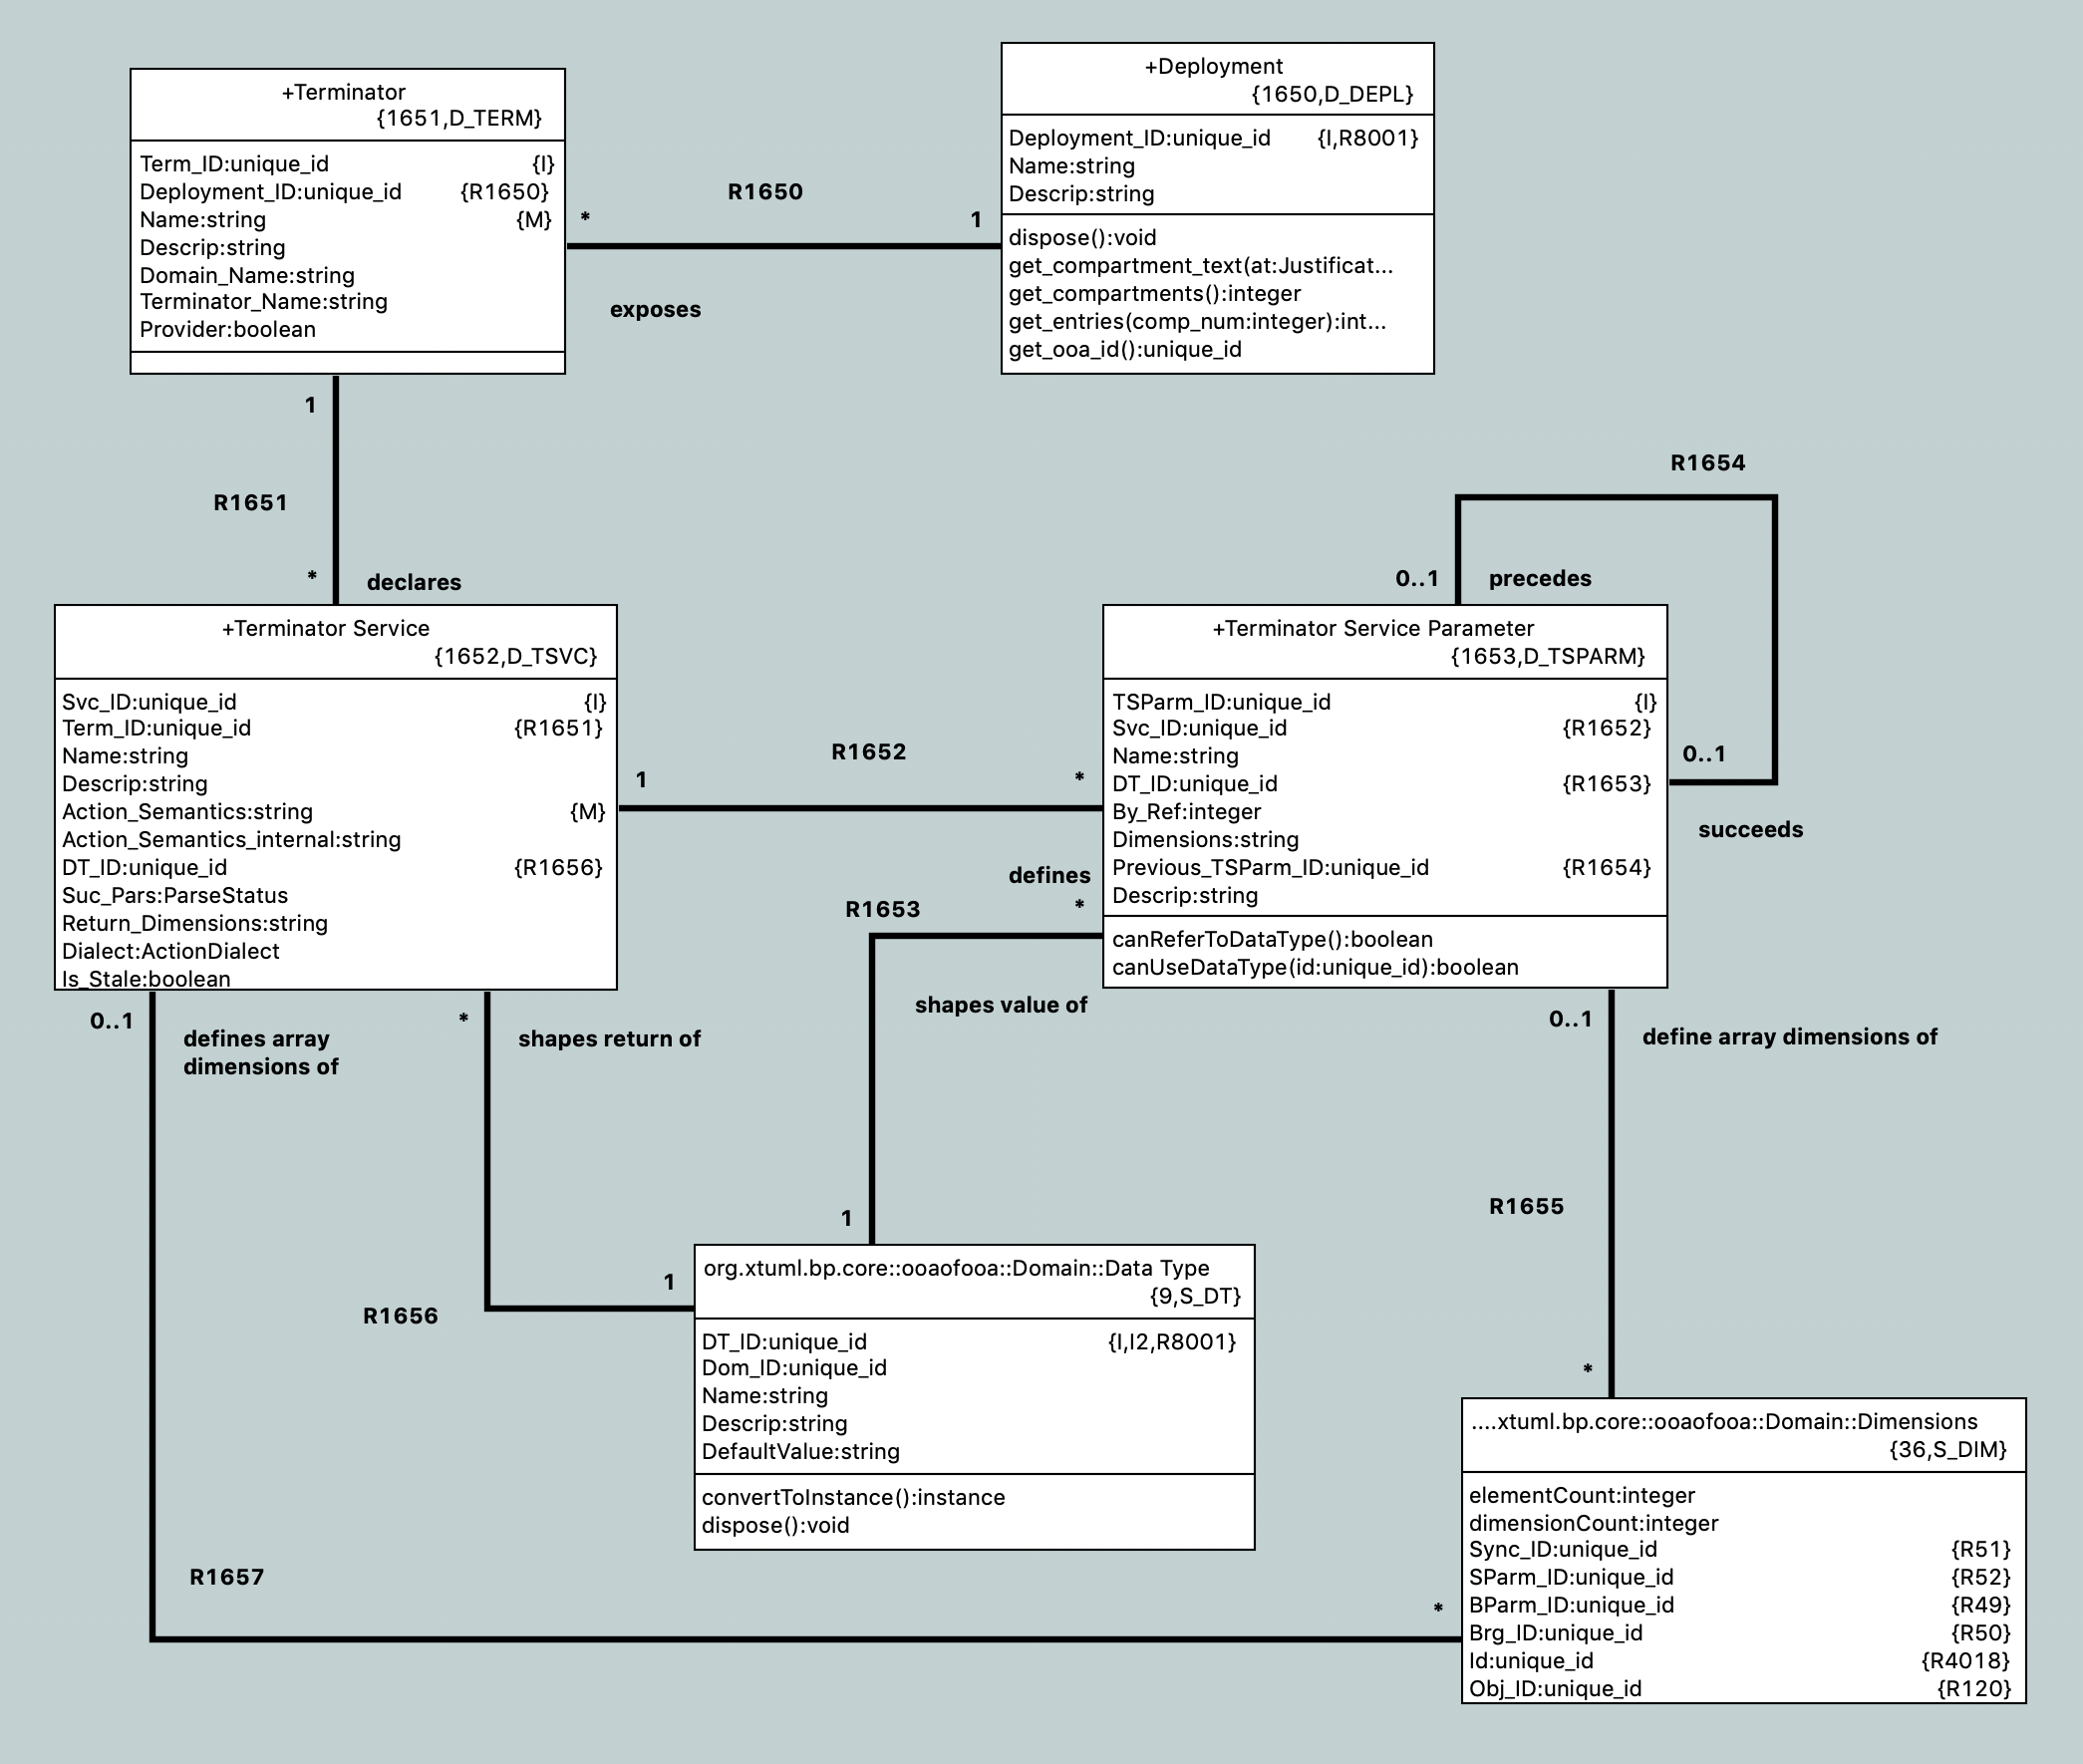 +Terminator
{1651,D_TERM}
Term_ID:unique_id {I}
Deployment_ID:unique_id {R1650}
Name:string {M}
Descrip:string
Domain_Name:string
Terminator_Name:string
Provider:boolean
+Deployment
{1650,D_DEPL}
Deployment_ID:unique_id {I,R8001}
Name:string
Descrip:string
dispose():void
get_compartment_text(at:Justificat...
get_compartments():integer
get_entries(comp_num:integer):int...
get_ooa_id():unique_id
R1650
* 1
exposes
1
R1651
*
declares
R1654
0..1
precedes
0..1
succeeds
+Terminator Service
{1652,D_TSVC}
Svc_ID:unique_id {I}
Term_ID:unique_id {R1651}
Name:string
Descrip:string
Action_Semantics:string {M}
Action_Semantics_internal:string
DT_ID:unique_id {R1656}
Suc_Pars:ParseStatus
Return_Dimensions:string
Dialect:ActionDialect
Is_Stale:boolean
R1652
1 *
defines
+Terminator Service Parameter
{1653,D_TSPARM}
TSParm_ID:unique_id {I}
Svc_ID:unique_id {R1652}
Name:string
DT_ID:unique_id {R1653}
By_Ref:integer
Dimensions:string
Previous_TSParm_ID:unique_id {R1654}
Descrip:string
canReferToDataType():boolean
canUseDataType(id:unique_id):boolean
R1653
*
shapes value of
1
0..1
defines array
dimensions of
*
shapes return of
R1656
1
0..1
define array dimensions of
R1655
*
org.xtuml.bp.core::ooaofooa::Domain::Data Type
{9,S_DT}
DT_ID:unique_id {I,I2,R8001}
Dom_ID:unique_id
Name:string
Descrip:string
DefaultValue:string
convertToInstance():instance
dispose():void
....xtuml.bp.core::ooaofooa::Domain::Dimensions
{36,S_DIM}
elementCount:integer
dimensionCount:integer
Sync_ID:unique_id {R51}
SParm_ID:unique_id {R52}
BParm_ID:unique_id {R49}
Brg_ID:unique_id {R50}
Id:unique_id {R4018}
Obj_ID:unique_id {R120}
R1657
*